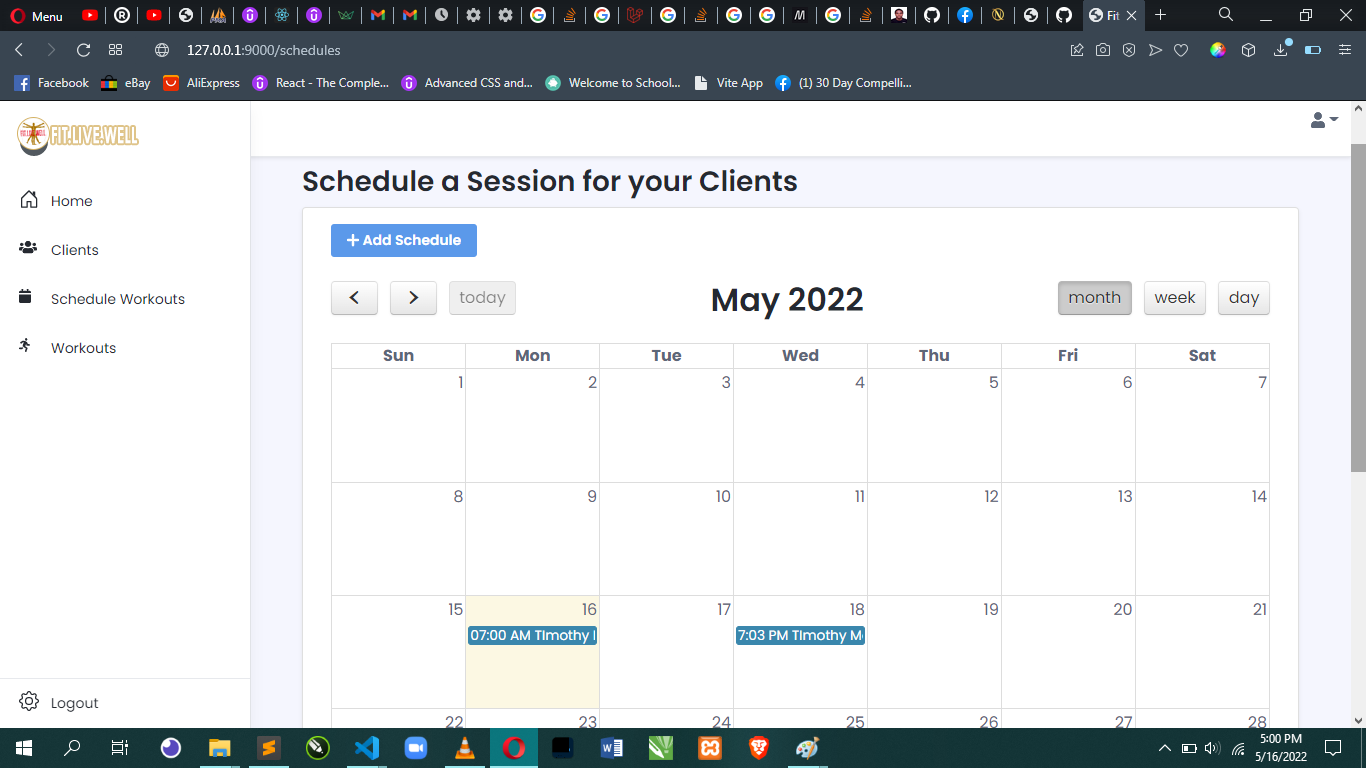 Menu
Fit
127.0.0.1:9000/schedules
Facebook
eBay
AliExpress
React - The Comple...
Advanced CSS and...
Welcome to School...
Vite App
(1) 30 Day Compelli...
FIT.LIVE.WELL
Home
Clients
Schedule Workouts
Workouts
Logout
Schedule a Session for your Clients
+ Add Schedule
today
May 2022
month week day
Sun Mon Tue Wed Thu Fri Sat
1 2 3 4 5 6 7
8 9 10 11 12 13 14
15 16 17 18 19 20 21
07:00 AM TImothy
7:03 PM TImothy M
22 23 24 25 26 27 28
5:00 PM
5/16/2022